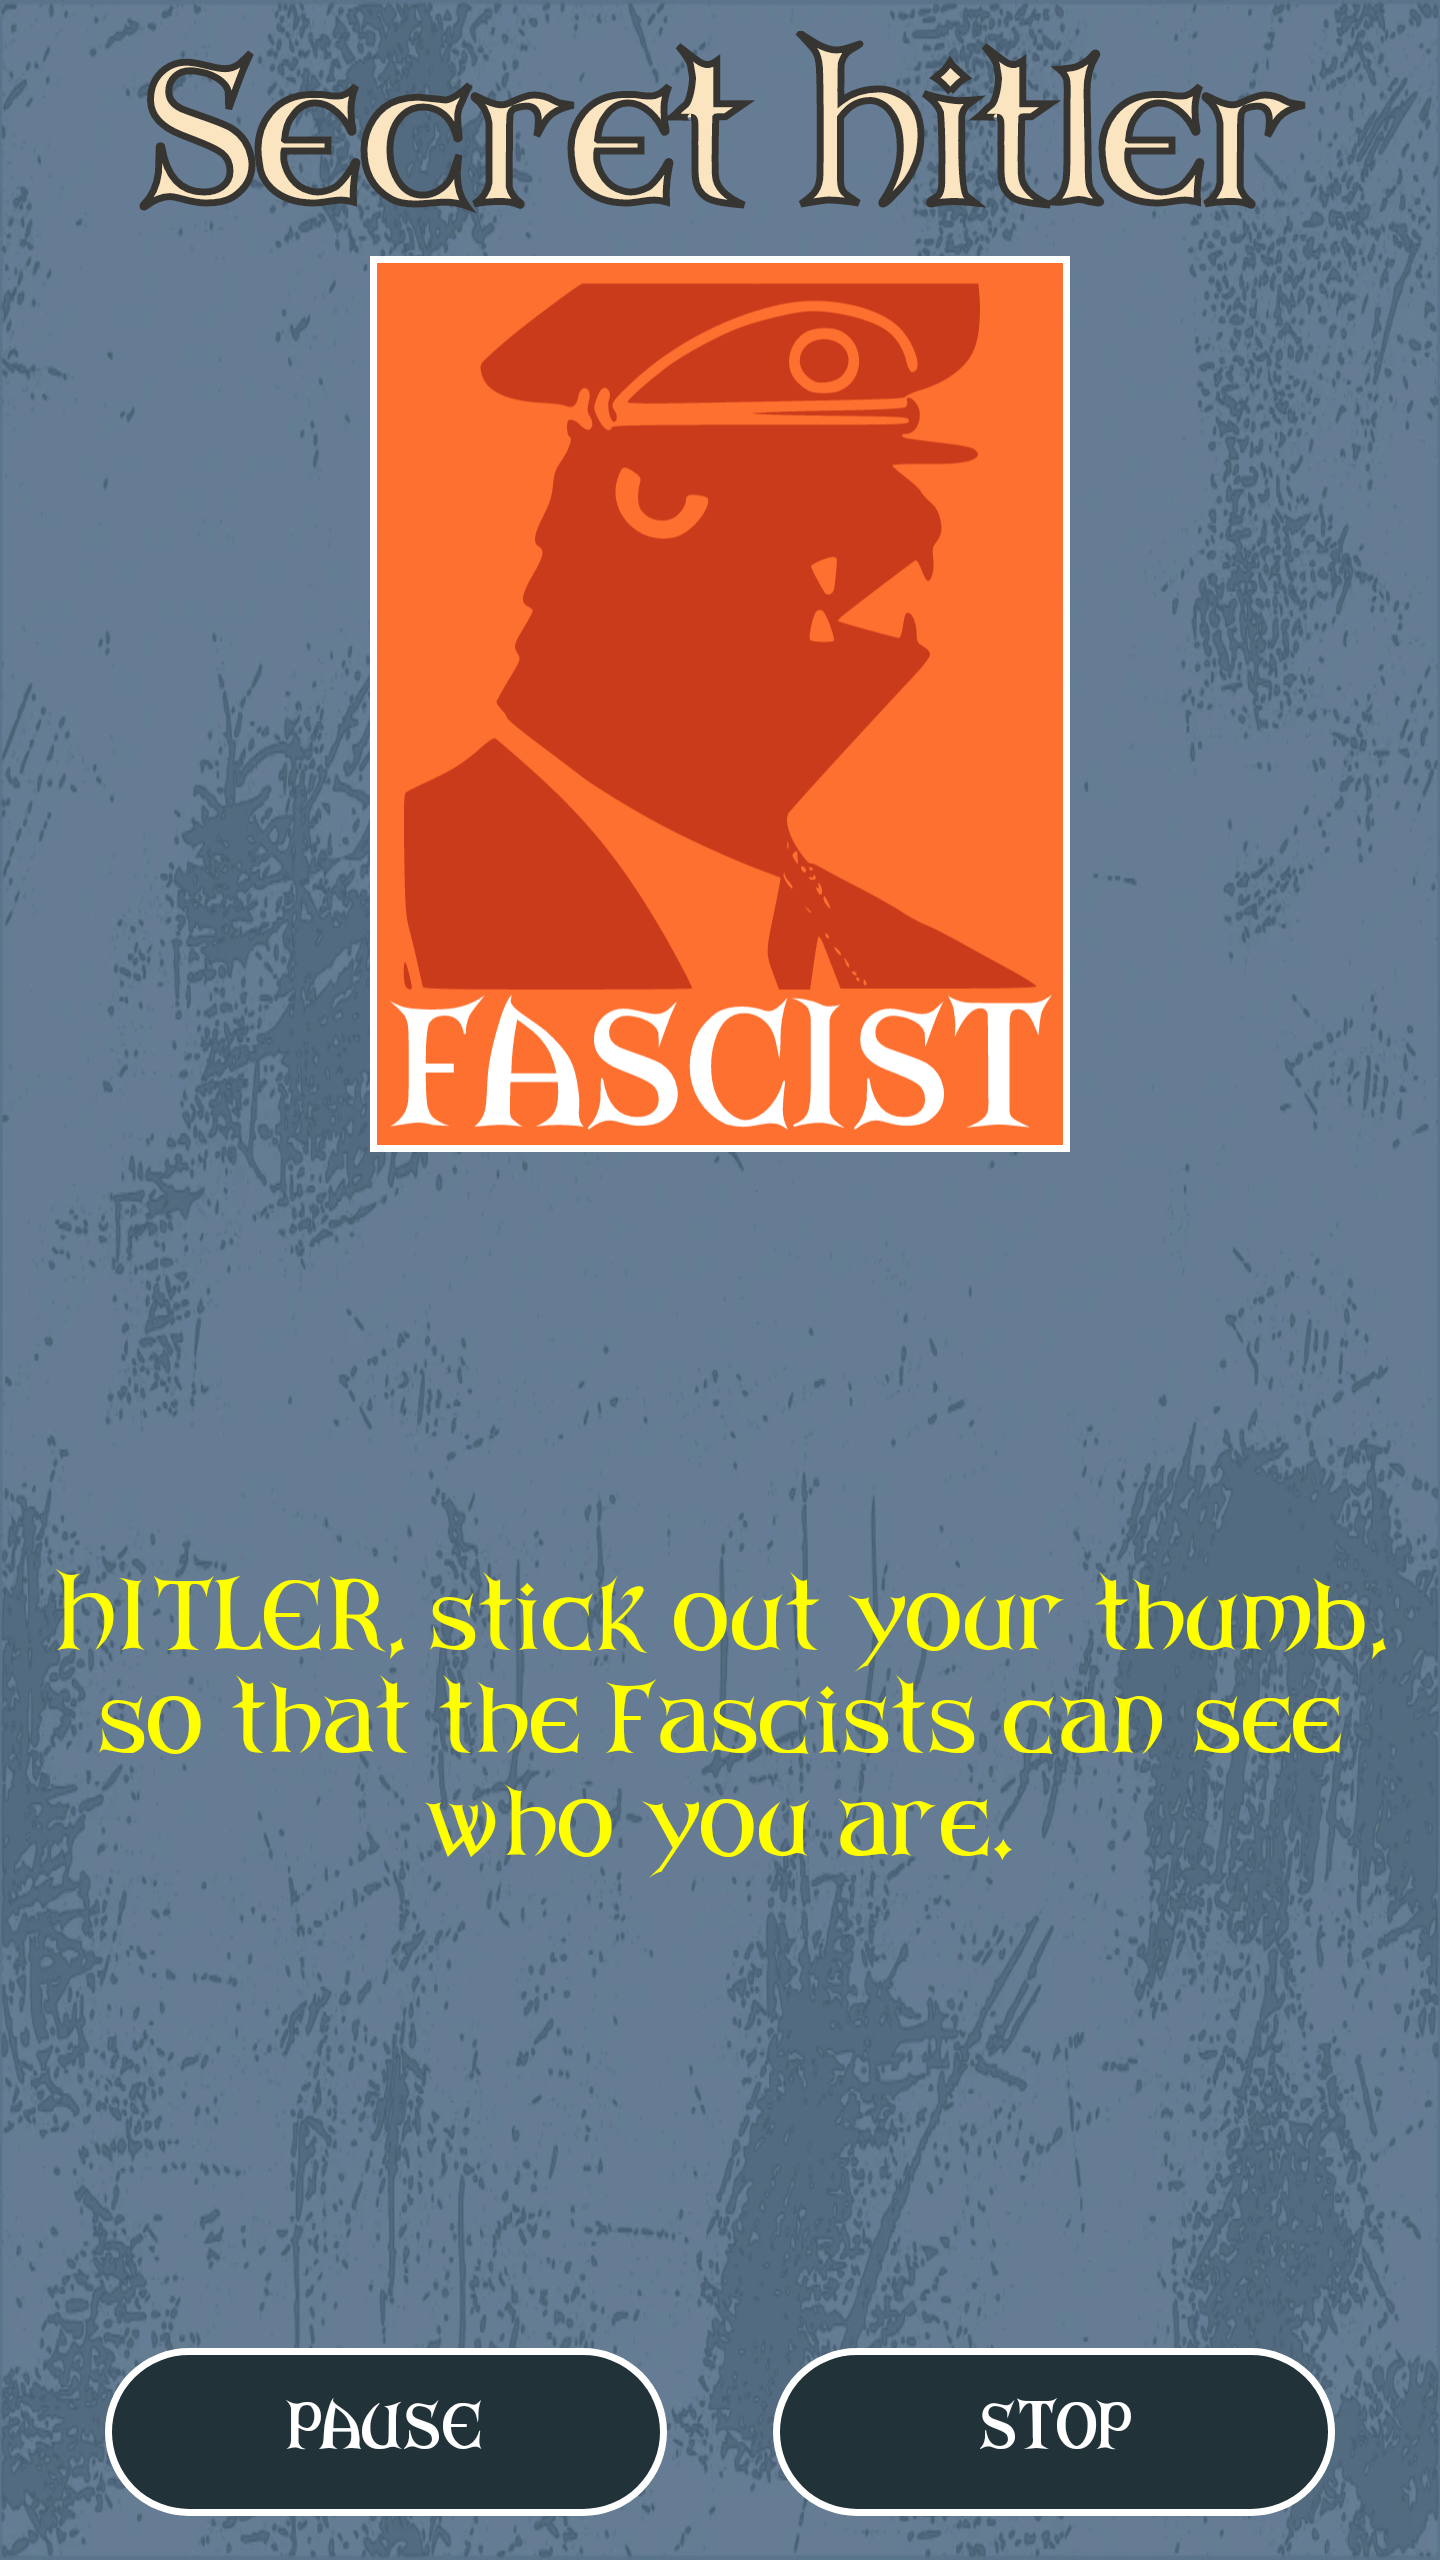 Secret hitler
FASCIST
hITLER, stick out your thumb,
so that the Fascists can see
who you are.
PAUSE
STOP